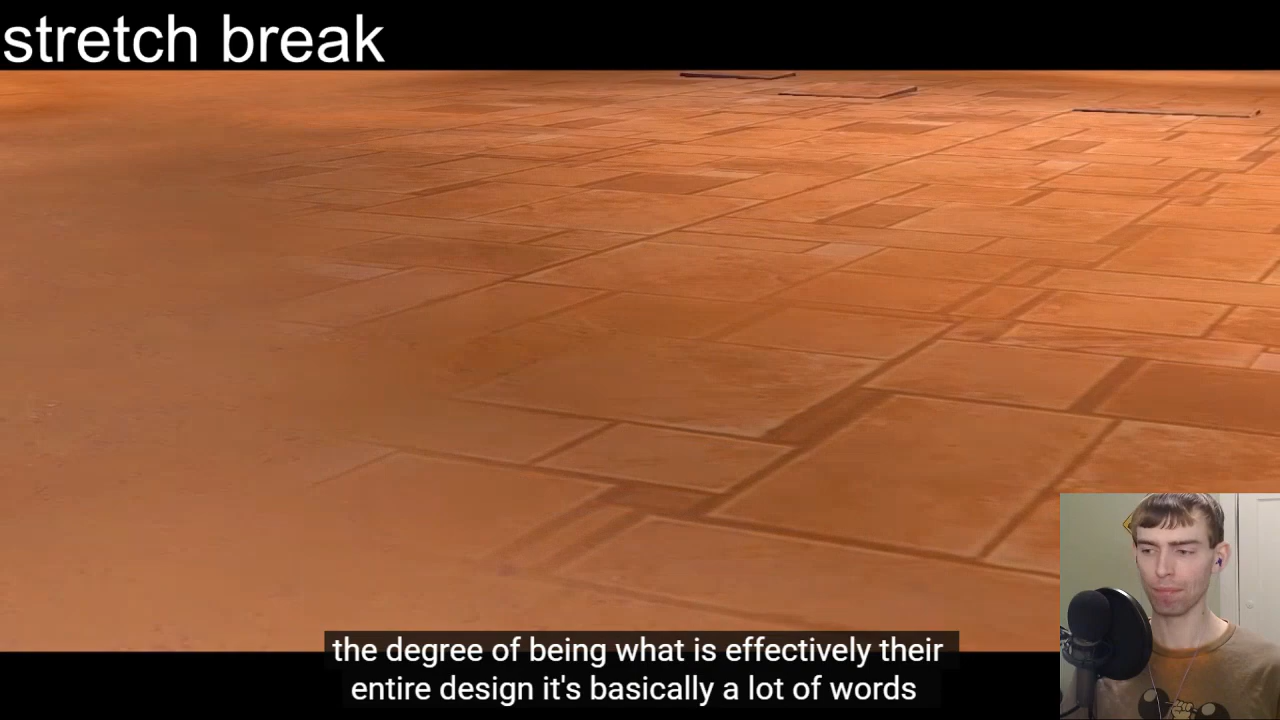 stretch break
the degree of being what is effectively their
entire design it's basically a lot of words